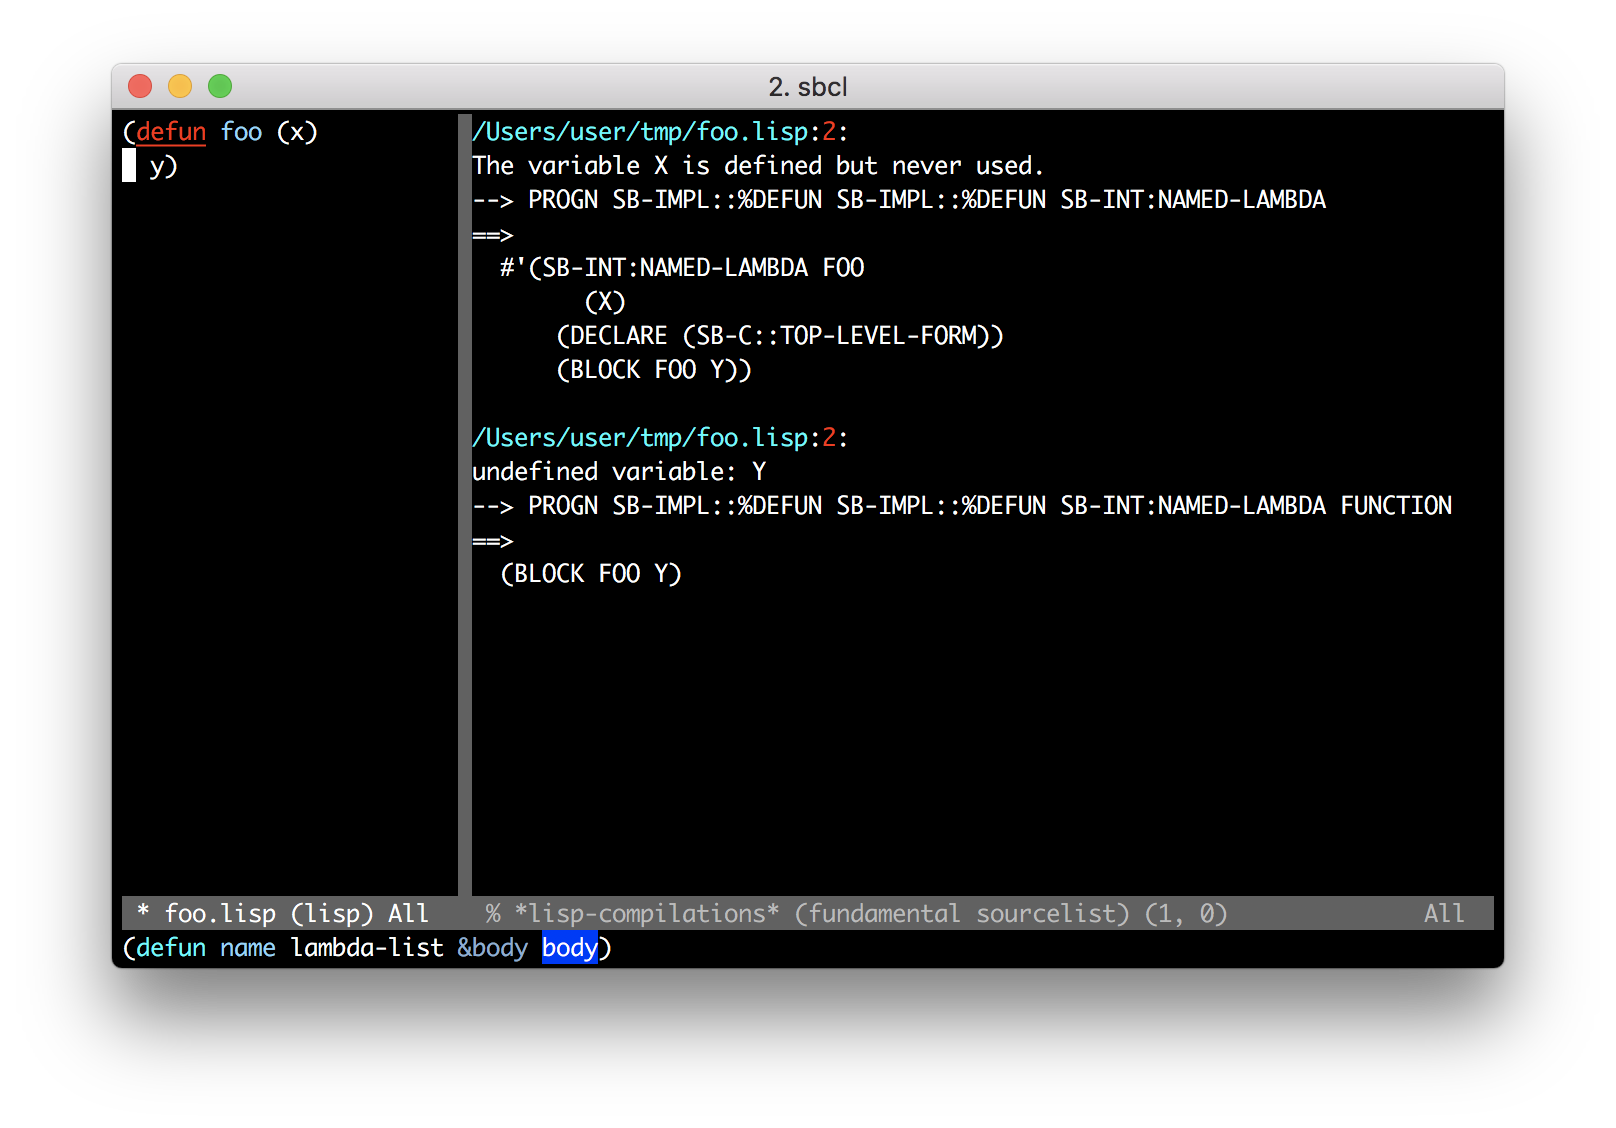 2. sbcl
(defun foo (x)
  y)
/Users/user/tmp/foo.lisp:2:
The variable X is defined but never used.
--> PROGN SB-IMPL::%DEFUN SB-IMPL::%DEFUN SB-INT:NAMED-LAMBDA
==>
  #'(SB-INT:NAMED-LAMBDA FOO
        (X)
      (DECLARE (SB-C::TOP-LEVEL-FORM))
      (BLOCK FOO Y))
/Users/user/tmp/foo.lisp:2:
undefined variable: Y
--> PROGN SB-IMPL::%DEFUN SB-IMPL::%DEFUN SB-INT:NAMED-LAMBDA FUNCTION
==>
  (BLOCK FOO Y)
* foo.lisp (lisp) All
% *lisp-compilations* (fundamental sourcelist) (1, 0) All
(defun name lambda-list &body body)